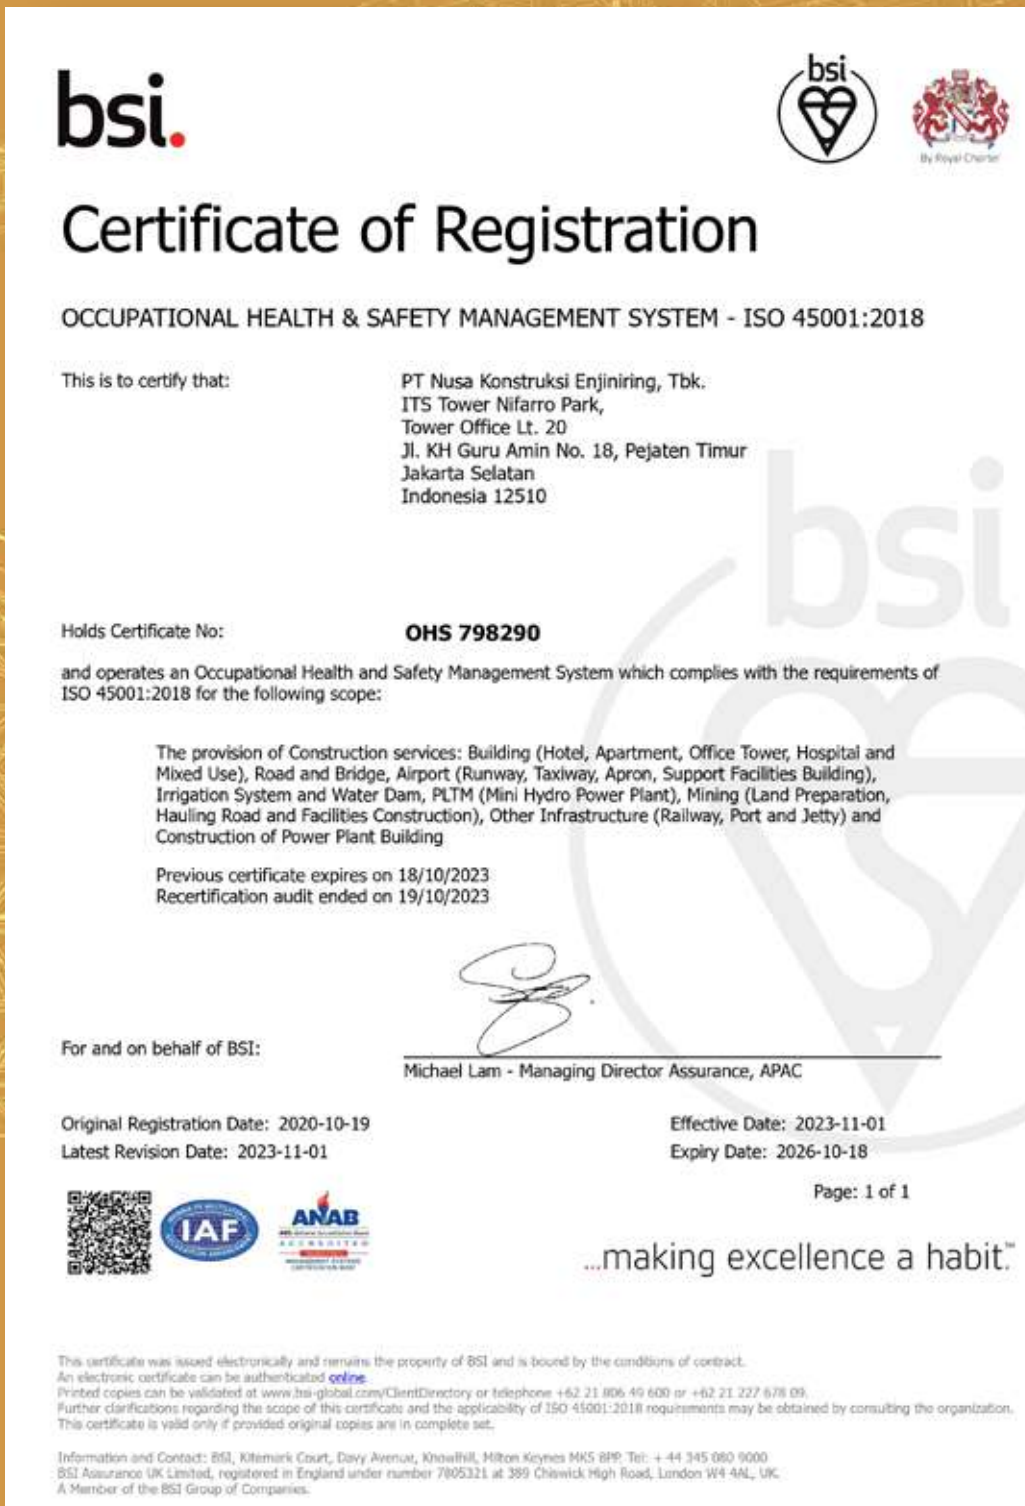 bsi.
bsi
By Royal Charter
Certificate of Registration
OCCUPATIONAL HEALTH & SAFETY MANAGEMENT SYSTEM - ISO 45001:2018
This is to certify that:
PT Nusa Konstruksi Enjiniring, Tbk.
ITS Tower Nifarro Park,
Tower Office Lt. 20
Jl. KH Guru Amin No. 18, Pejaten Timur
Jakarta Selatan
Indonesia 12510
bsi
Holds Certificate No:
OHS 798290
and operates an Occupational Health and Safety Management System which complies with the requirements of
ISO 45001:2018 for the following scope:
The provision of Construction services: Building (Hotel, Apartment, Office Tower, Hospital and
Mixed Use), Road and Bridge, Airport (Runway, Taxiway, Apron, Support Facilities Building),
Irrigation System and Water Dam, PLTM (Mini Hydro Power Plant), Mining (Land Preparation,
Hauling Road and Facilities Construction), Other Infrastructure (Railway, Port and Jetty) and
Construction of Power Plant Building
Previous certificate expires on 18/10/2023
Recertification audit ended on 19/10/2023
For and on behalf of BSI:
Michael Lam - Managing Director Assurance, APAC
Original Registration Date: 2020-10-19
Effective Date: 2023-11-01
Latest Revision Date: 2023-11-01
Expiry Date: 2026-10-18
Page: 1 of 1
IAF
ANAB
ACCREDITED
...making excellence a habit.™
This certificate was issued electronically and remains the property of BSI and is bound by the conditions of contract.
An electronic certificate can be authenticated online.
Printed copies can be validated at www.bsi-global.com/ClientDirectory or telephone +62 21 806 49 600 or +62 21 227 678 09.
Further clarifications regarding the scope of this certificate and the applicability of ISO 45001:2018 requirements may be obtained by consulting the organization.
This certificate is valid only if provided original copies are in complete set.
Information and Contact: BSI, Kitemark Court, Davy Avenue, Knowlhill, Milton Keynes MK5 8PP. Tel: + 44 345 080 9000
BSI Assurance UK Limited, registered in England under number 7805321 at 389 Chiswick High Road, London W4 4AL, UK.
A Member of the BSI Group of Companies.